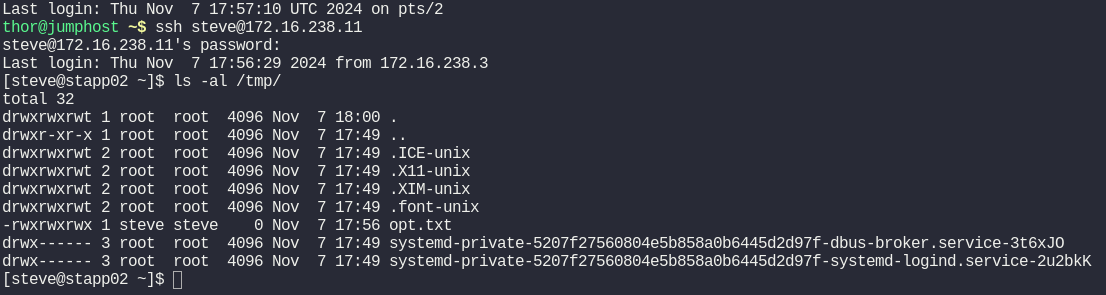 Last login: Thu Nov  7 17:57:10 UTC 2024 on pts/2
thor@jumphost ~$ ssh steve@172.16.238.11
steve@172.16.238.11's password:
Last login: Thu Nov  7 17:56:29 2024 from 172.16.238.3
[steve@stapp02 ~]$ ls -al /tmp/
total 32
drwxrwxrwt 1 root  root  4096 Nov  7 18:00 .
drwxr-xr-x 1 root  root  4096 Nov  7 17:49 ..
drwxrwxrwt 2 root  root  4096 Nov  7 17:49 .ICE-unix
drwxrwxrwt 2 root  root  4096 Nov  7 17:49 .X11-unix
drwxrwxrwt 2 root  root  4096 Nov  7 17:49 .XIM-unix
drwxrwxrwt 2 root  root  4096 Nov  7 17:49 .font-unix
-rwxrwxrwx 1 steve steve    0 Nov  7 17:56 opt.txt
drwx------ 3 root  root  4096 Nov  7 17:49 systemd-private-5207f27560804e5b858a0b6445d2d97f-dbus-broker.service-3t6xJO
drwx------ 3 root  root  4096 Nov  7 17:49 systemd-private-5207f27560804e5b858a0b6445d2d97f-systemd-logind.service-2u2bkK
[steve@stapp02 ~]$